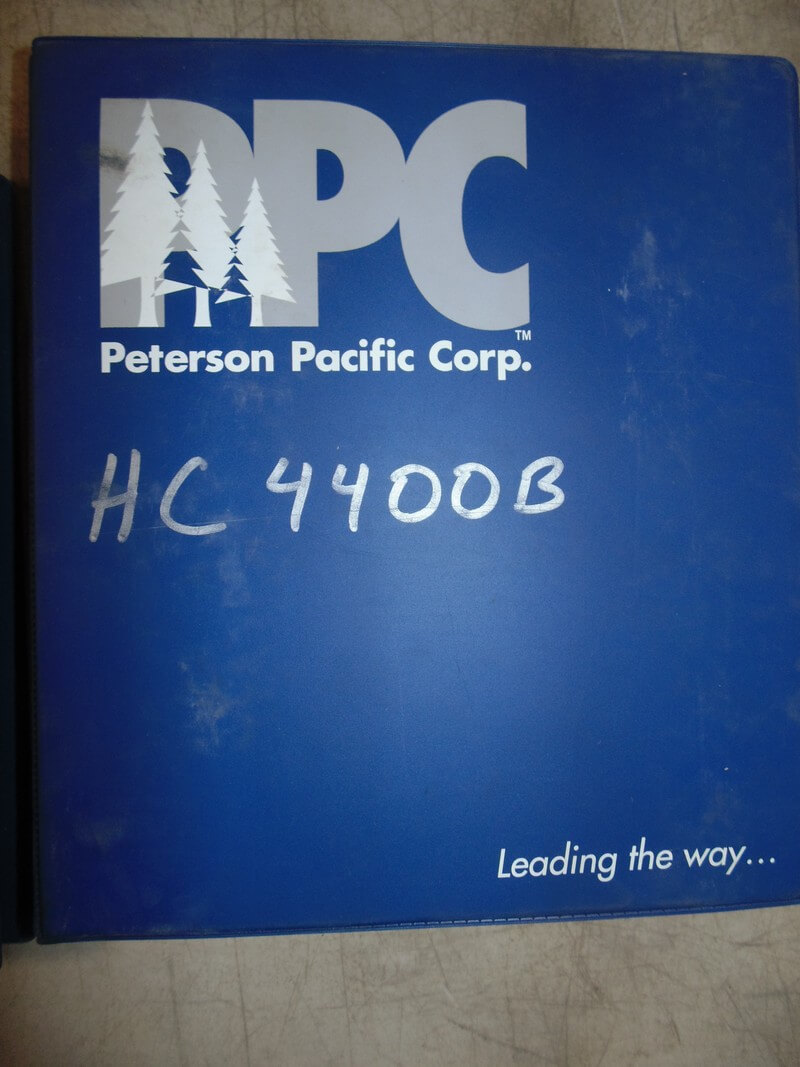 PPC
TM
Peterson Pacific Corp.
HC 4400B
Leading the way...